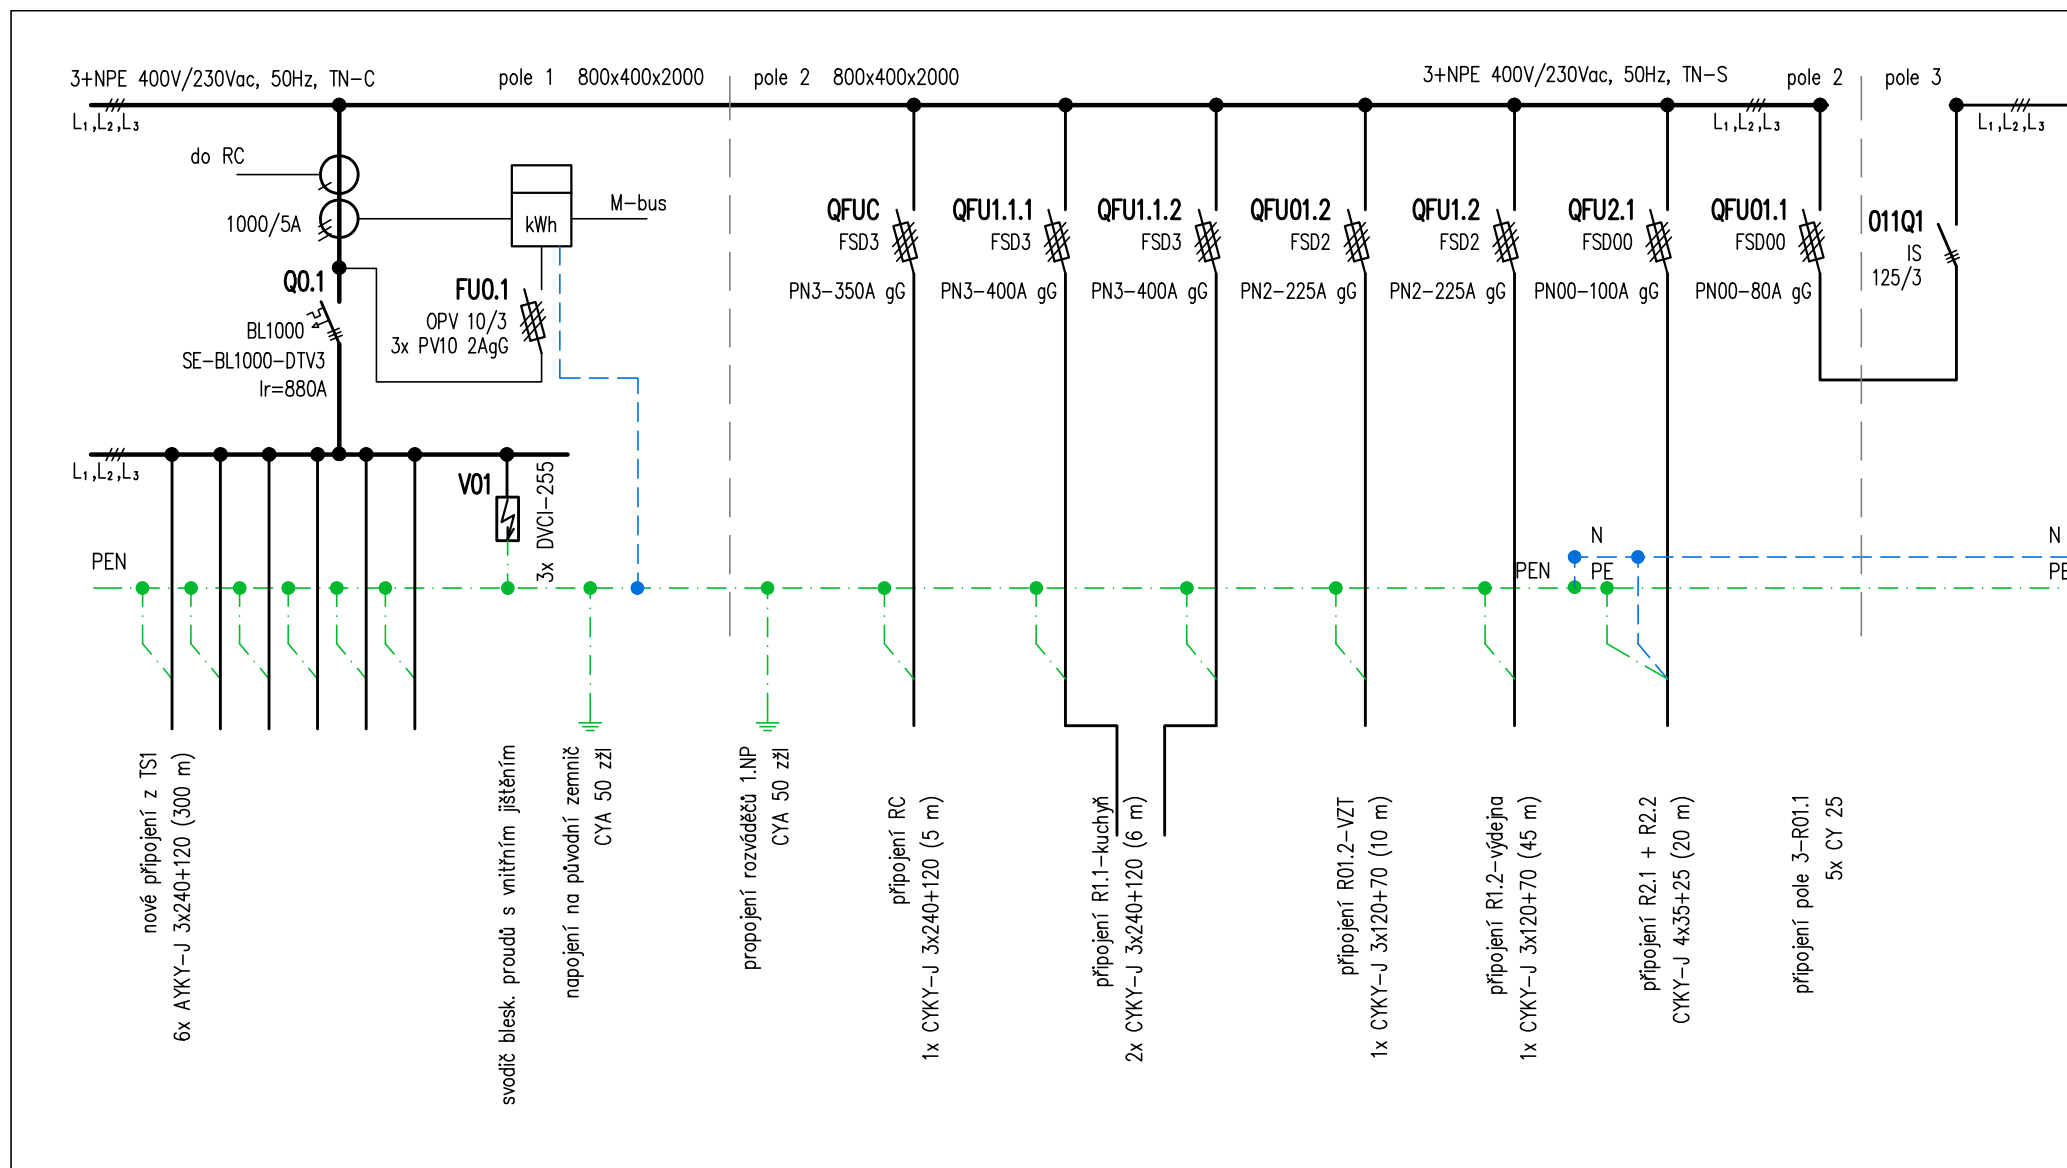 3+NPE 400V/230Vac, 50Hz, TN-C
pole 1
800x400x2000
pole 2
800x400x2000
3+NPE 400V/230Vac, 50Hz, TN-S
pole 2
pole 3
L1,L2,L3
L1,L2,L3
L1,L2,L3
do RC
1000/5A
kWh
M-bus
Q0.1
BL1000
SE-BL1000-DTV3
Ir=880A
FU0.1
OPV 10/3
3x PV10 2AgG
QFUC
FSD3
PN3-350A gG
QFU1.1.1
FSD3
PN3-400A gG
QFU1.1.2
FSD3
PN3-400A gG
QFU01.2
FSD2
PN2-225A gG
QFU1.2
FSD2
PN2-225A gG
QFU2.1
FSD00
PN00-100A gG
QFU01.1
FSD00
PN00-80A gG
011Q1
IS
125/3
L1,L2,L3
V01
3x DVCI-255
PEN
PEN
N
PE
N
PE
nové připojení z TS1
6x AYKY-J 3x240+120 (300 m)
svodič blesk. proudů s vnitřním jištěním
napojení na původní zemnič
CYA 50 zžl
propojení rozváděčů 1.NP
CYA 50 zžl
připojení RC
1x CYKY-J 3x240+120 (5 m)
připojení R1.1-kuchyň
2x CYKY-J 3x240+120 (6 m)
připojení R01.2-VZT
1x CYKY-J 3x120+70 (10 m)
připojení R1.2-výdejna
1x CYKY-J 3x120+70 (45 m)
připojení R2.1 + R2.2
CYKY-J 4x35+25 (20 m)
připojení pole 3-R01.1
5x CY 25